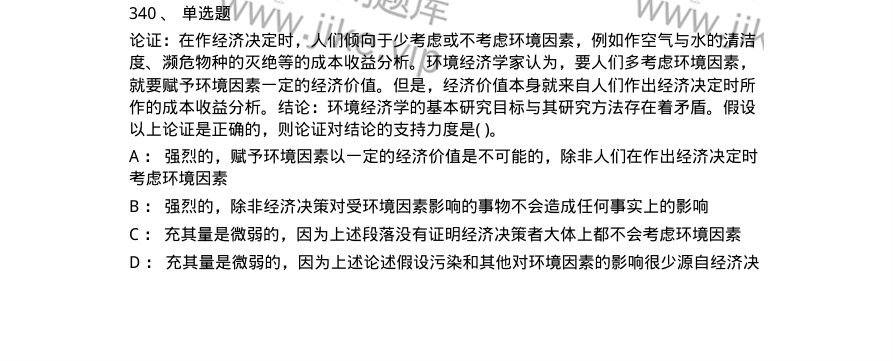 340 、 单选题
论证：在作经济决定时，人们倾向于少考虑或不考虑环境因素，例如作空气与水的清洁
度、濒危物种的灭绝等的成本收益分析。环境经济学家认为，要人们多考虑环境因素，
就要赋予环境因素一定的经济价值。但是，经济价值本身就来自人们作出经济决定时所
作的成本收益分析。结论：环境经济学的基本研究目标与其研究方法存在着矛盾。假设
以上论证是正确的，则论证对结论的支持力度是( )。
A ： 强烈的，赋予环境因素以一定的经济价值是不可能的，除非人们在作出经济决定时
考虑环境因素
B ： 强烈的，除非经济决策对受环境因素影响的事物不会造成任何事实上的影响
C ： 充其量是微弱的，因为上述段落没有证明经济决策者大体上都不会考虑环境因素
D ： 充其量是微弱的，因为上述论述假设污染和其他对环境因素的影响很少源自经济决
题库
www.jike.vip
www.jik